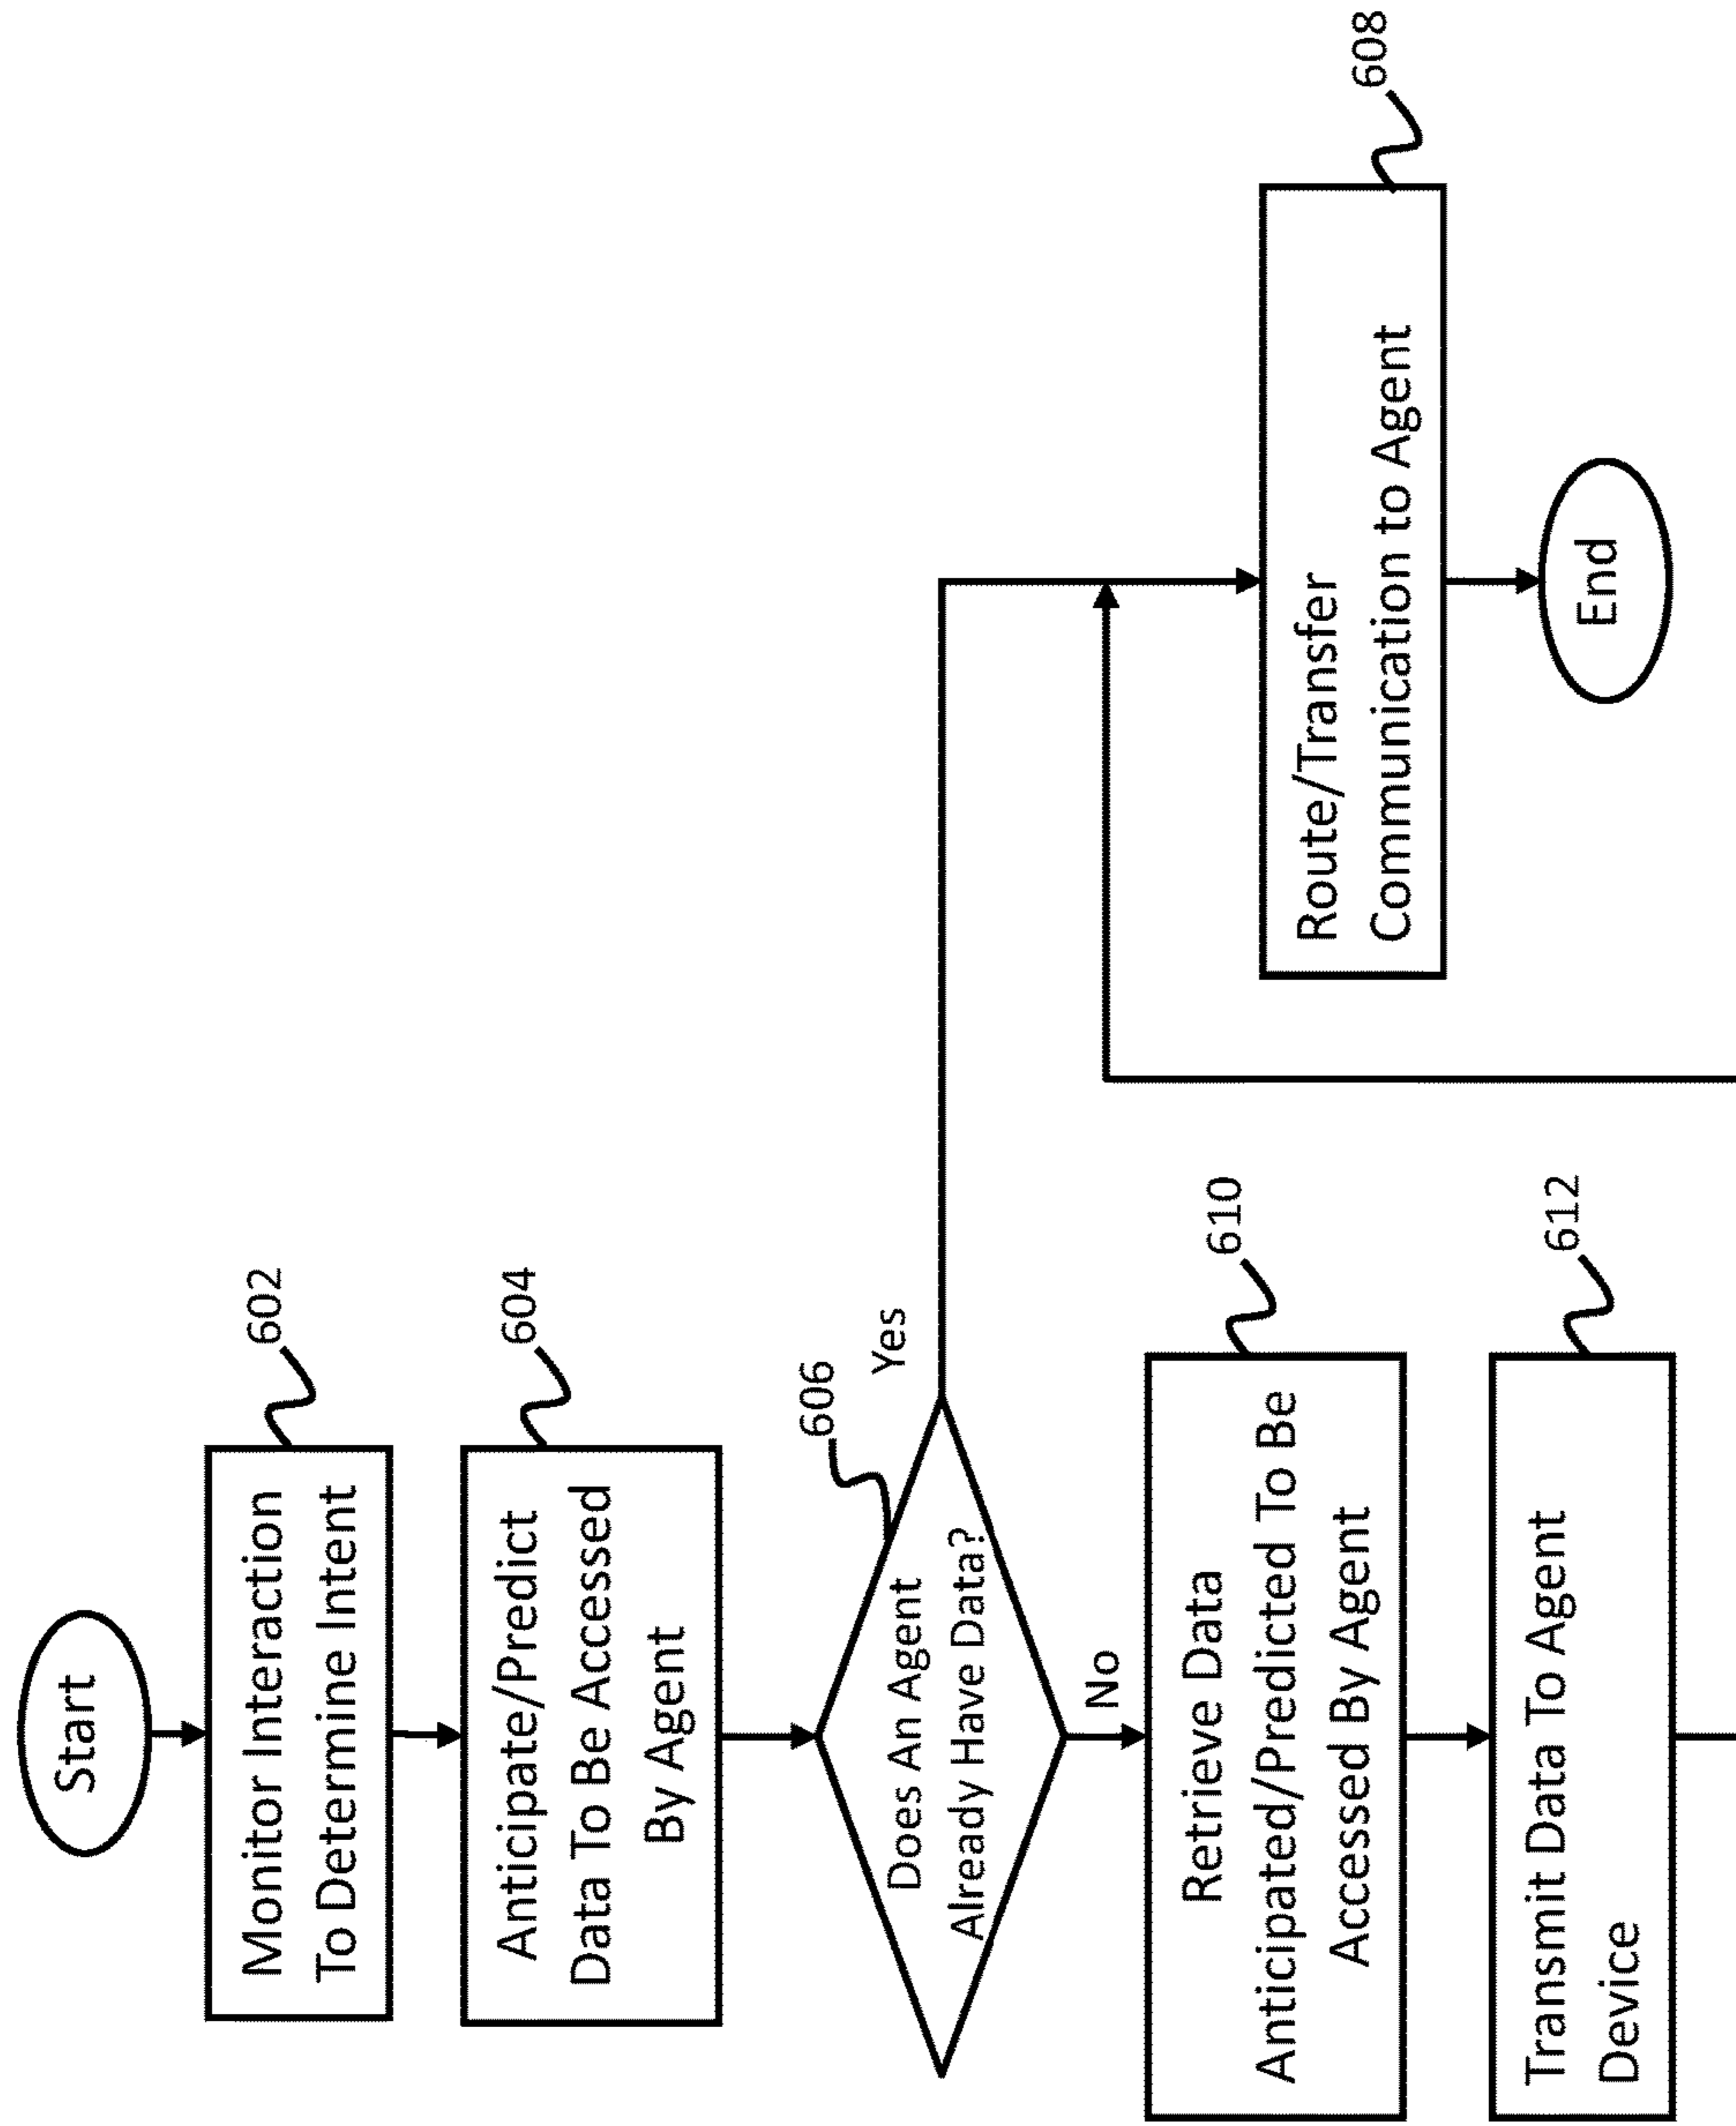 Start
Monitor Interaction
To Determine Intent
602
Anticipate/Predict
Data To Be Accessed
By Agent
604
606
Does An Agent
Already Have Data?
Yes
No
Retrieve Data
Anticipated/Predicted To Be
Accessed By Agent
610
Transmit Data To Agent
Device
612
Route/Transfer
Communication to Agent
608
End